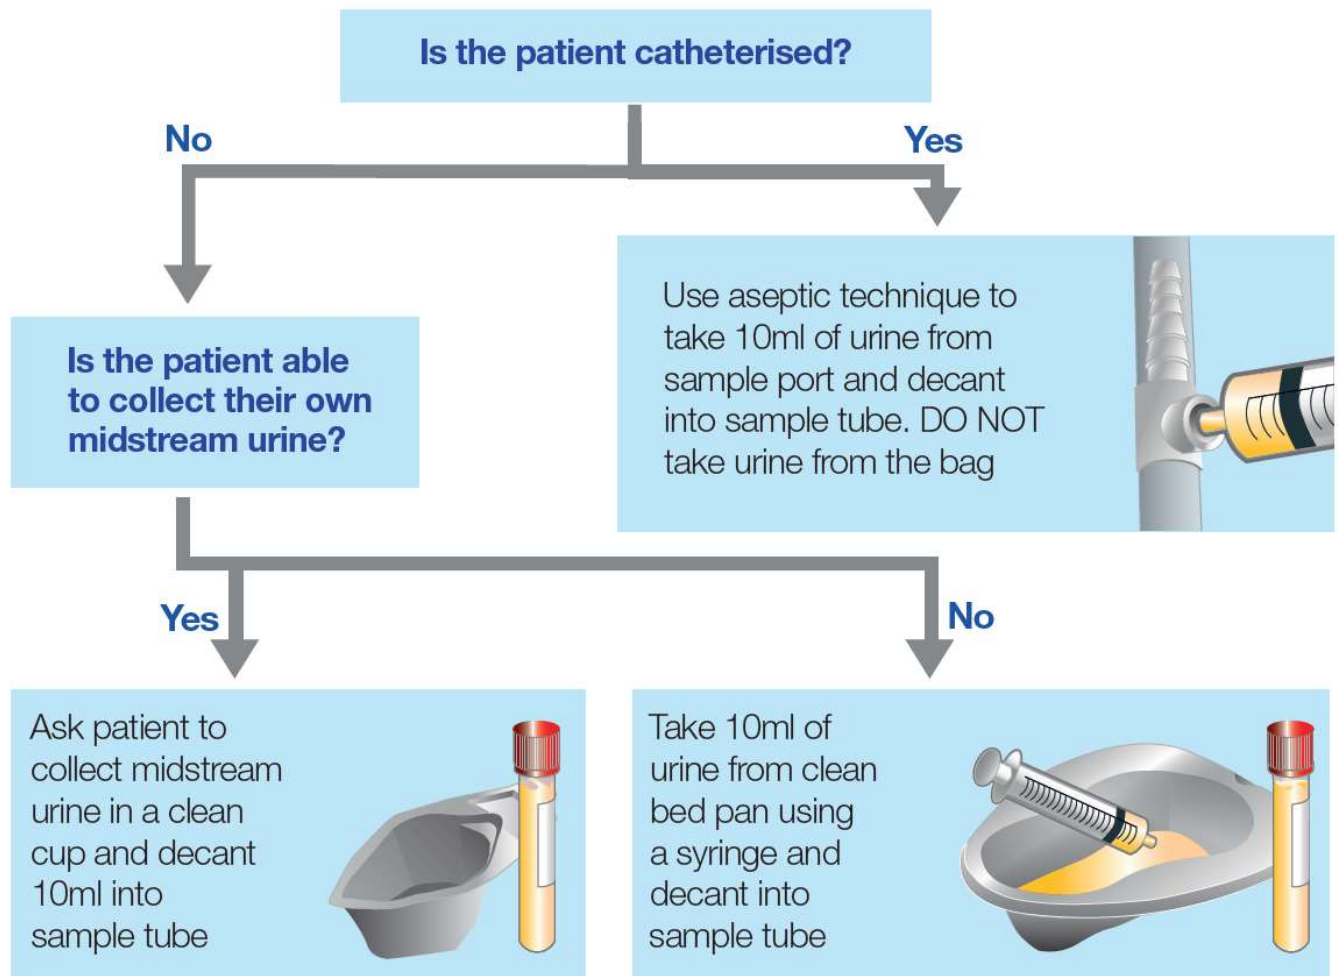 Is the patient catheterised?
No
Yes
Use aseptic technique to
take 10ml of urine from
sample port and decant
into sample tube. DO NOT
take urine from the bag
Is the patient able
to collect their own
midstream urine?
Yes
No
Ask patient to
collect midstream
urine in a clean
cup and decant
10ml into
sample tube
Take 10ml of
urine from clean
bed pan using
a syringe and
decant into
sample tube